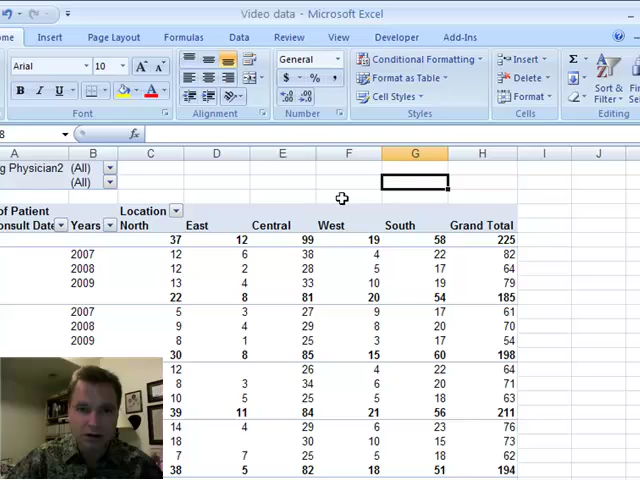 Video data - Microsoft Excel
ome Insert Page Layout Formulas Data Review View Developer Add-Ins
Arial 10 A A General Conditional Formatting Insert Σ
B I U A $ % , Format as Table Delete Sort & Filter
.0 .00 .00 .0 Cell Styles Format
Font Alignment Number Styles Cells Editing
8 fx
A B C D E F G H I J
g Physician2 (All)
(All)
of Patient Location
onsult Date Years North East Central West South Grand Total
37 12 99 19 58 225
2007 12 6 38 4 22 82
2008 12 2 28 5 17 64
2009 13 4 33 10 19 79
22 8 81 20 54 185
2007 5 3 27 9 17 61
2008 9 4 29 8 20 70
2009 8 1 25 3 17 54
30 8 85 15 60 198
12 26 4 22 64
8 3 34 6 20 71
10 5 25 5 18 63
39 11 84 21 56 211
14 4 29 6 23 76
18 30 10 15 73
7 7 25 5 18 62
38 5 82 18 51 194